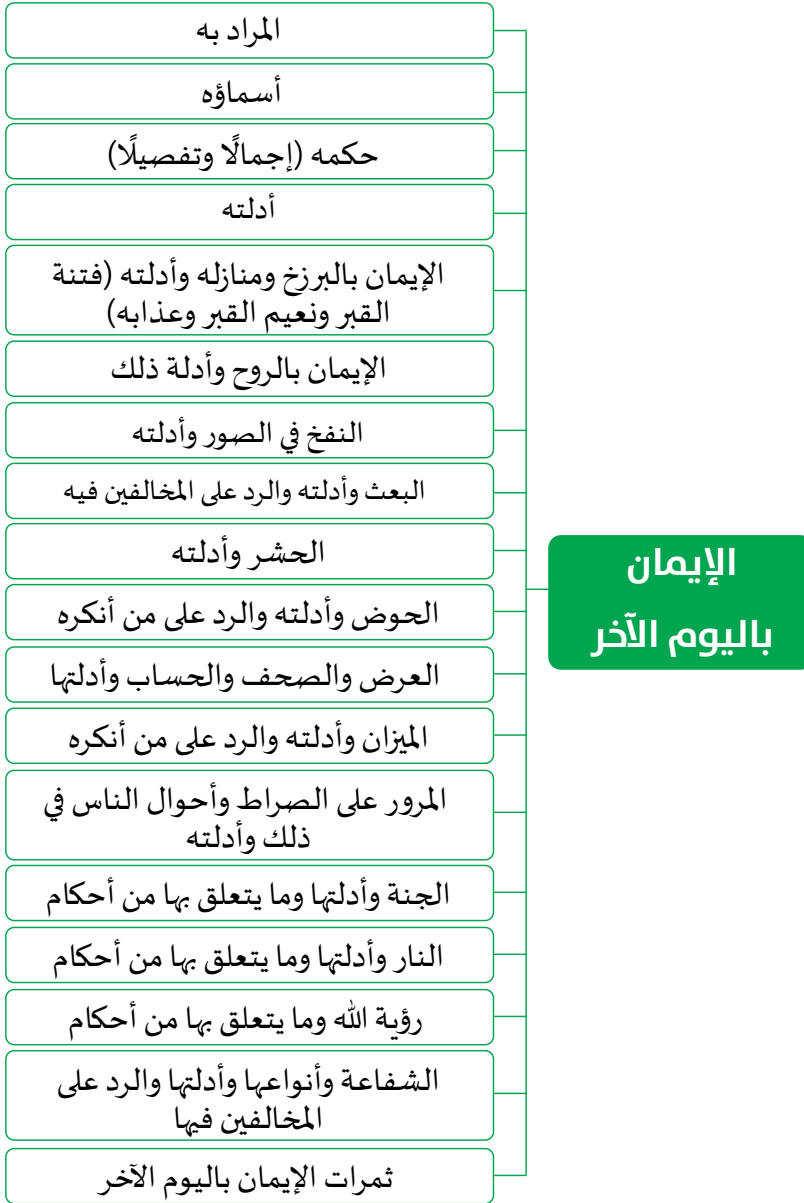 المراد به
أسماؤه
حكمه (إجمالًا وتفصيلًا)
أدلته
الإيمان بالبرزخ ومنازله وأدلته (فتنة
القبر ونعيم القبر وعذابه)
الإيمان بالروح وأدلة ذلك
النفخ في الصور وأدلته
البعث وأدلته والرد على المخالفين فيه
الحشر وأدلته
الحوض وأدلته والرد على من أنكره
العرض والصحف والحساب وأدلتها
الميزان وأدلته والرد على من أنكره
المرور على الصراط وأحوال الناس في
ذلك وأدلته
الجنة وأدلتها وما يتعلق بها من أحكام
النار وأدلتها وما يتعلق بها من أحكام
رؤية الله وما يتعلق بها من أحكام
الشفاعة وأنواعها وأدلتها والرد على
المخالفين فيها
ثمرات الإيمان باليوم الآخر
الإيمان
باليوم الآخر